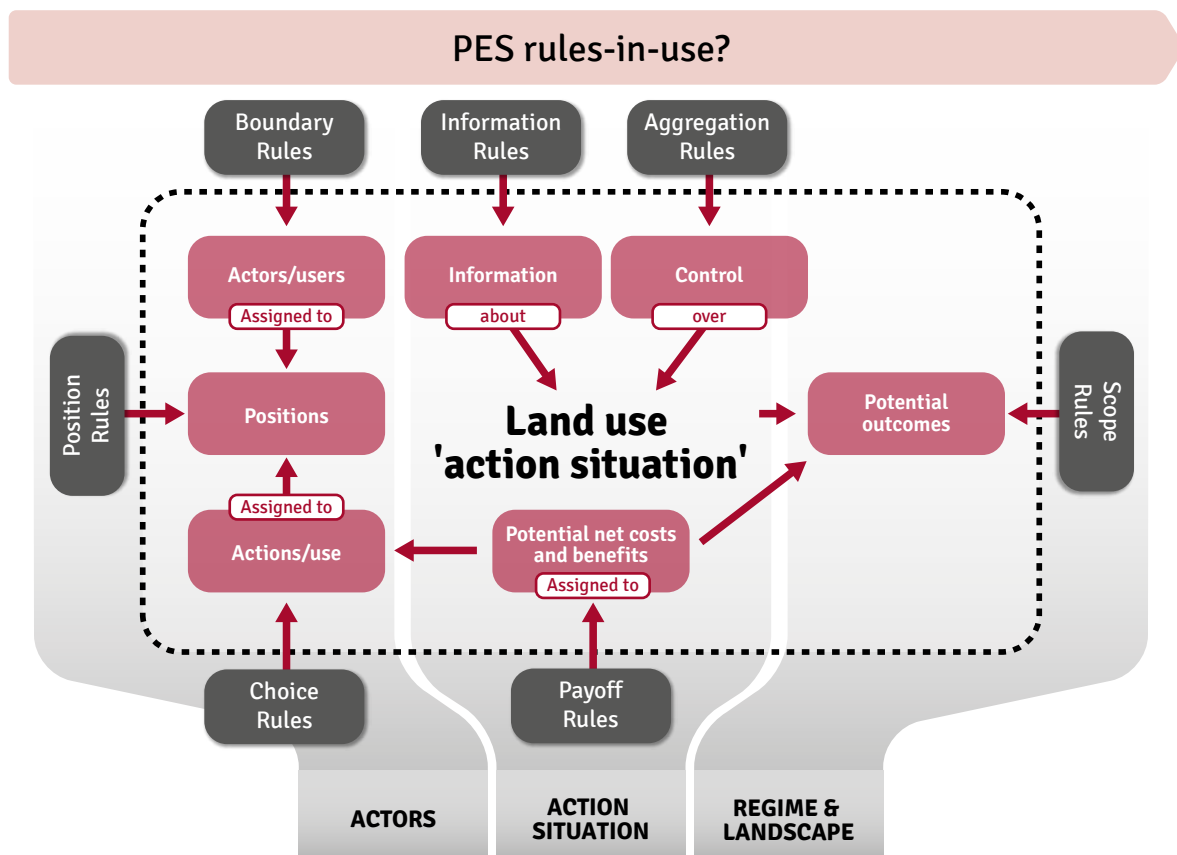 PES rules-in-use?
Boundary
Rules
Information
Rules
Aggregation
Rules
Actors/users
Assigned to
Information
about
Control
over
Position
Rules
Positions
Land use
'action situation'
Potential
outcomes
Scope
Rules
Assigned to
Actions/use
Potential net costs
and benefits
Assigned to
Choice
Rules
Payoff
Rules
ACTORS
ACTION
SITUATION
REGIME &
LANDSCAPE